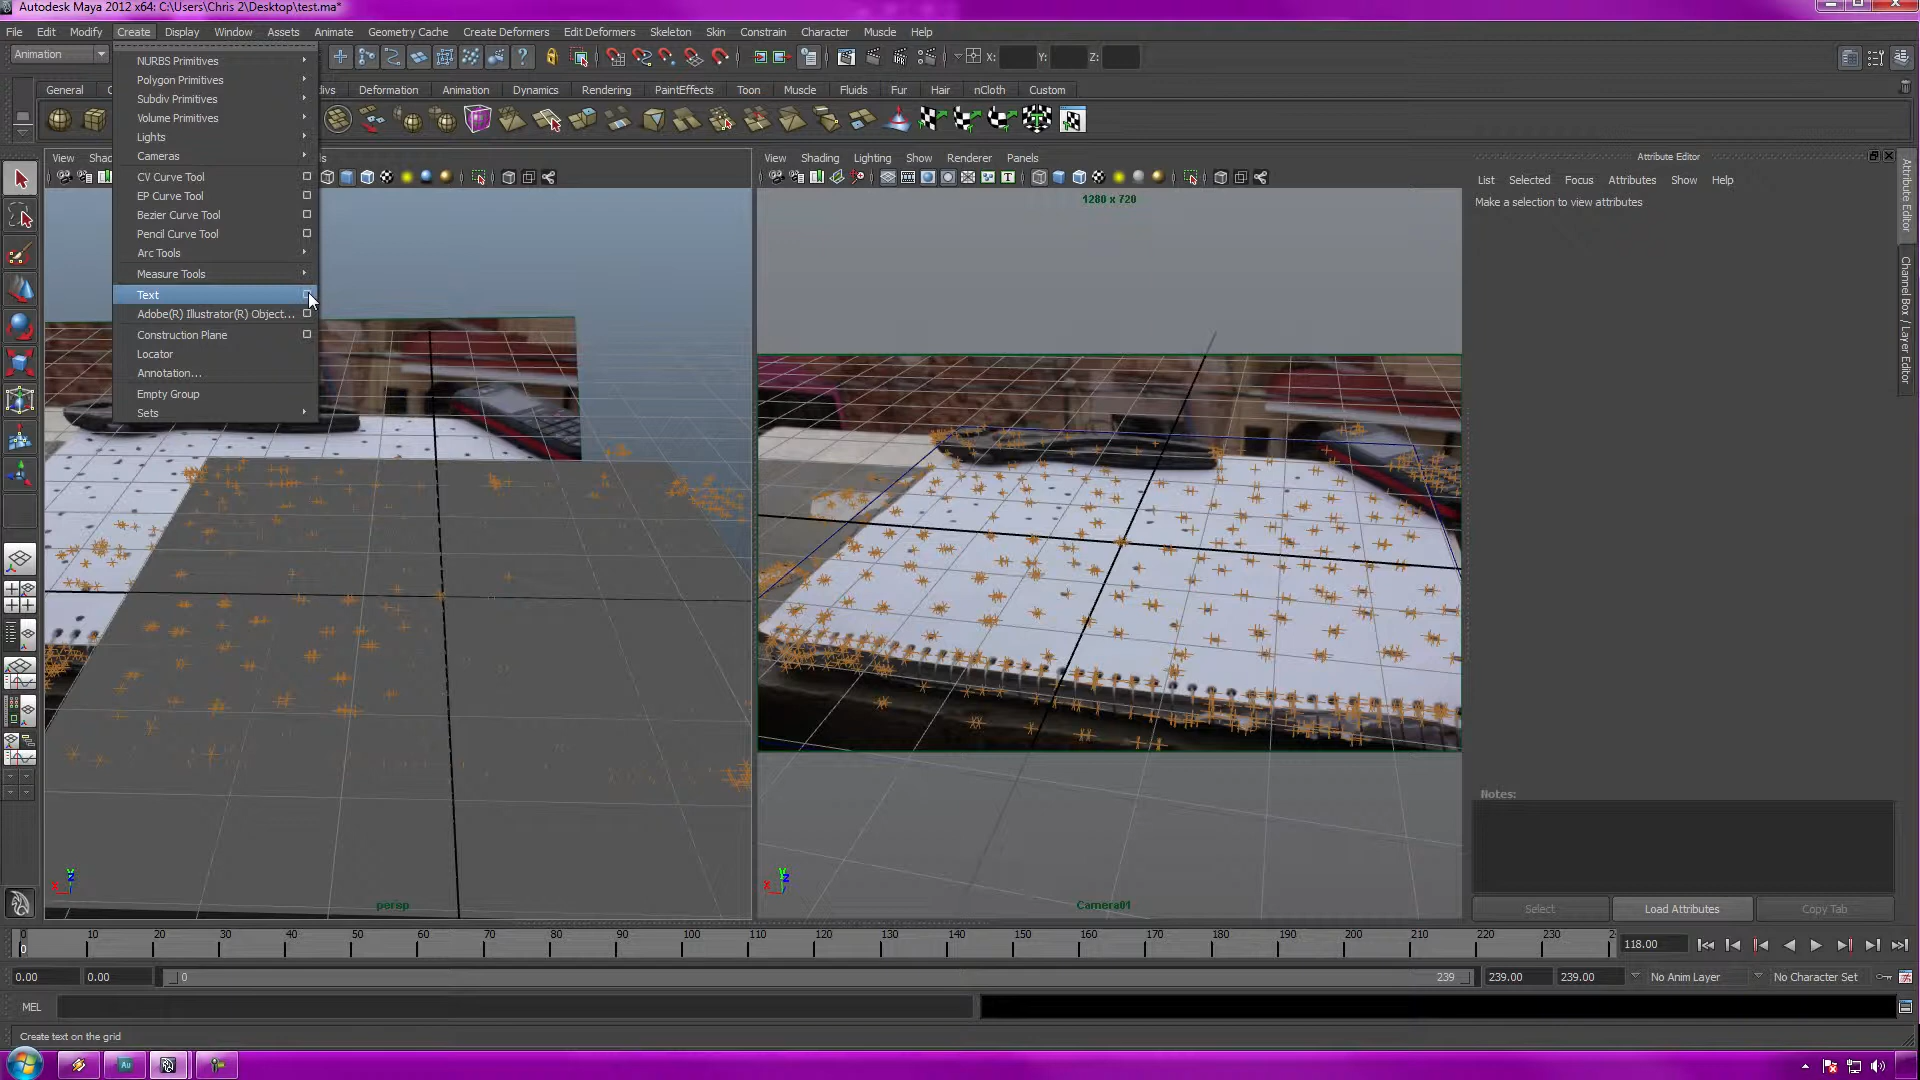 Autodesk Maya 2012 x64: C:\Users\Chris 2\Desktop\test.ma*
File Edit Modify Create Display Window Assets Animate Geometry Cache Create Deformers Edit Deformers Skeleton Skin Constrain Character Muscle Help
Animation
X: Y: Z:
General Deformation Animation Dynamics Rendering PaintEffects Toon Muscle Fluids Fur Hair nCloth Custom
NURBS Primitives
Polygon Primitives
Subdiv Primitives
Volume Primitives
Lights
Cameras
CV Curve Tool
EP Curve Tool
Bezier Curve Tool
Pencil Curve Tool
Arc Tools
Measure Tools
Text
Adobe(R) Illustrator(R) Object...
Construction Plane
Locator
Annotation...
Empty Group
Sets
View Shad
View Shading Lighting Show Renderer Panels
1280 x 720
persp
Camera01
Attribute Editor
List Selected Focus Attributes Show Help
Make a selection to view attributes
Notes:
Select Load Attributes Copy Tab
Attribute Editor
Channel Box / Layer Editor
0 10 20 30 40 50 60 70 80 90 100 110 120 130 140 150 160 170 180 190 200 210 220 230 2
0
118.00
0.00 0.00 0 239 239.00 239.00 No Anim Layer No Character Set
MEL
Create text on the grid
Au